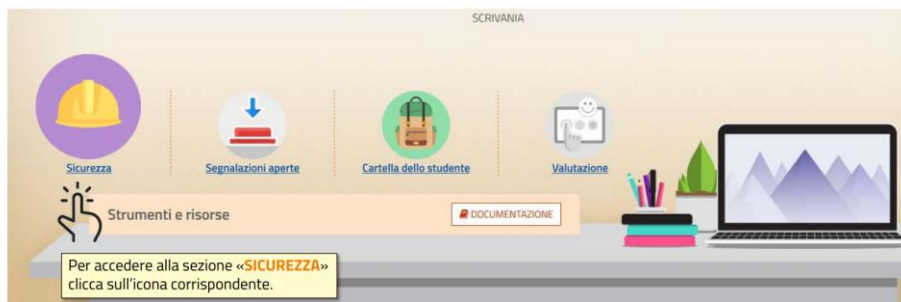 SCRIVANIA
Sicurezza
Segnalazioni aperte
Cartella dello studente
Valutazione
Strumenti e risorse
DOCUMENTAZIONE
Per accedere alla sezione «SICUREZZA»
clicca sull’icona corrispondente.